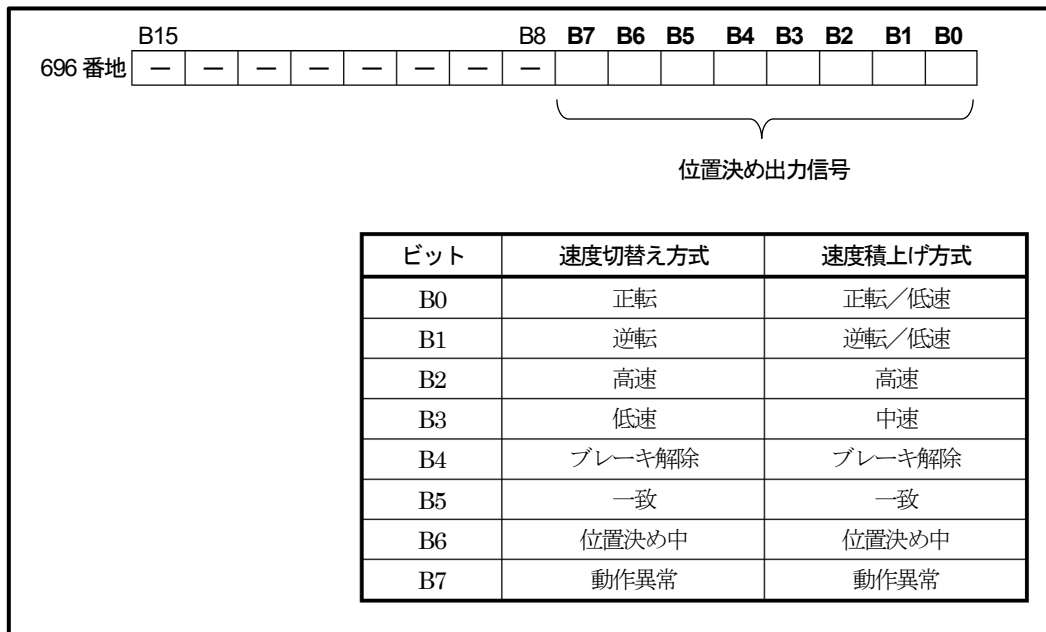 B15 B8 B7 B6 B5 B4 B3 B2 B1 B0
696 番地 － － － － － － － －
位置決め出力信号
ビット 速度切替え方式 速度積上げ方式
B0 正転 正転／低速
B1 逆転 逆転／低速
B2 高速 高速
B3 低速 中速
B4 ブレーキ解除 ブレーキ解除
B5 一致 一致
B6 位置決め中 位置決め中
B7 動作異常 動作異常